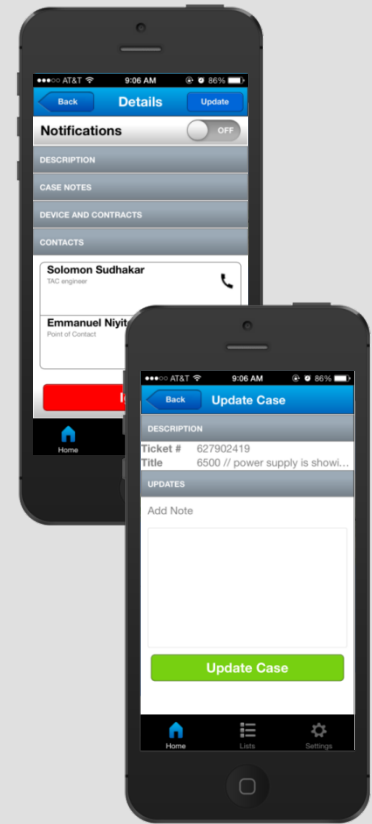 AT&T 9:06 AM 86%
Back Details Update
Notifications OFF
DESCRIPTION
CASE NOTES
DEVICE AND CONTRACTS
CONTACTS
Solomon Sudhakar
TAC engineer
Emmanuel
Point of Contact
Home
AT&T 9:06 AM 86%
Back Update Case
DESCRIPTION
Ticket # 627902419
Title 6500 // power supply is showi...
UPDATES
Add Note
Update Case
Home Lists Settings